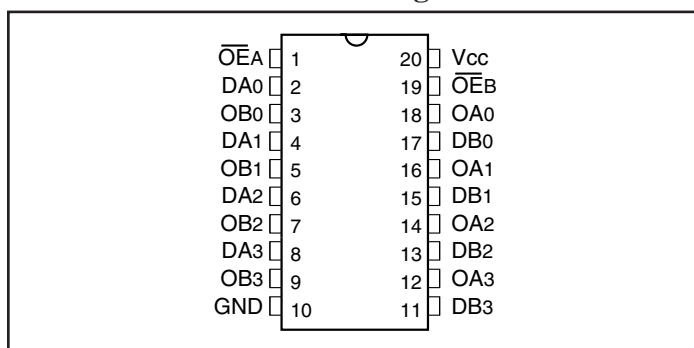 O̅E̅A 1 20 Vcc
DA0 2 19 O̅E̅B
OB0 3 18 OA0
DA1 4 17 DB0
OB1 5 16 OA1
DA2 6 15 DB1
OB2 7 14 OA2
DA3 8 13 DB2
OB3 9 12 OA3
GND 10 11 DB3